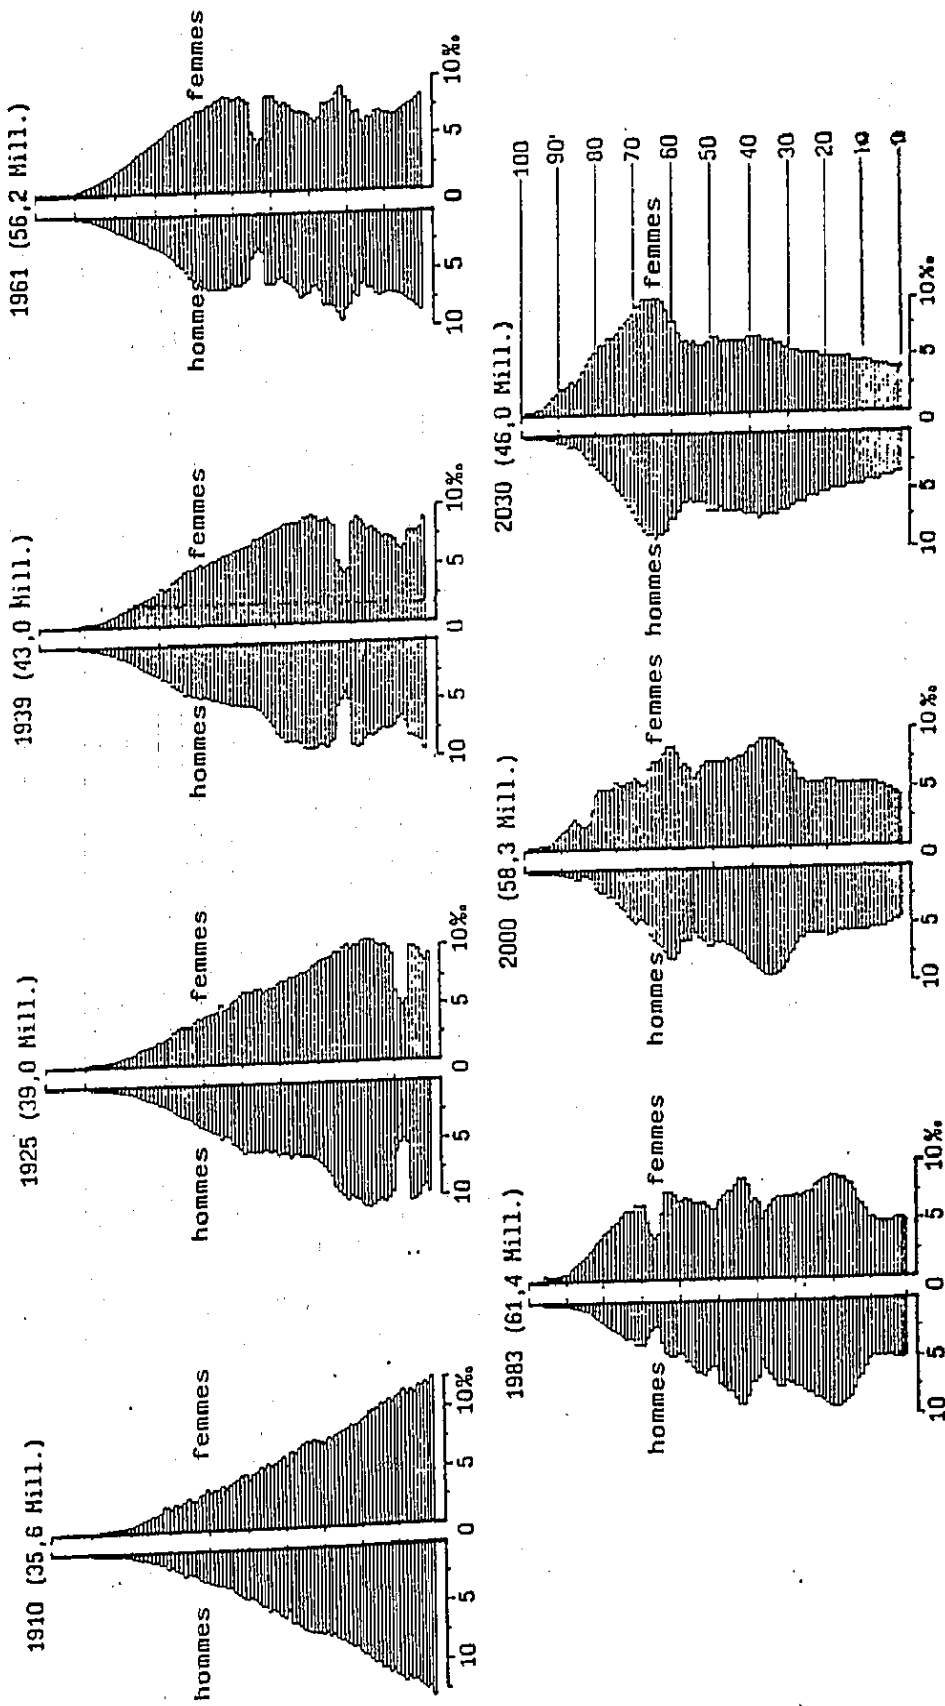 1910 (35,6 Mill.)
hommes femmes
10 5 0 5 10‰
1925 (39,0 Mill.)
hommes femmes
10 5 0 5 10‰
1939 (43,0 Mill.)
hommes femmes
10 5 0 5 10‰
1961 (56,2 Mill.)
hommes femmes
10 5 0 5 10‰
1983 (61,4 Mill.)
hommes femmes
10 5 0 5 10‰
2000 (58,3 Mill.)
hommes femmes
10 5 0 5 10‰
2030 (46,0 Mill.)
hommes femmes
10 5 0 5 10‰
100
90
80
70
60
50
40
30
20
10
0